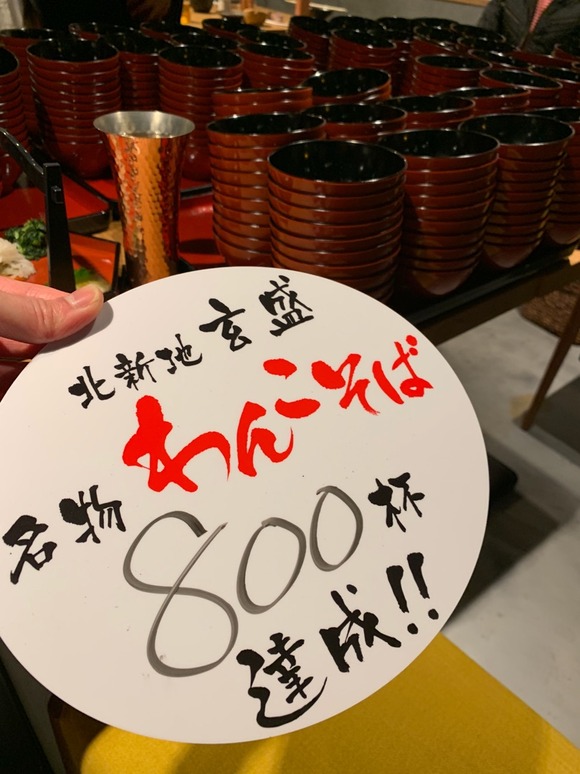 北新地 玄盛
わんこそば
名物
800杯
達成!!